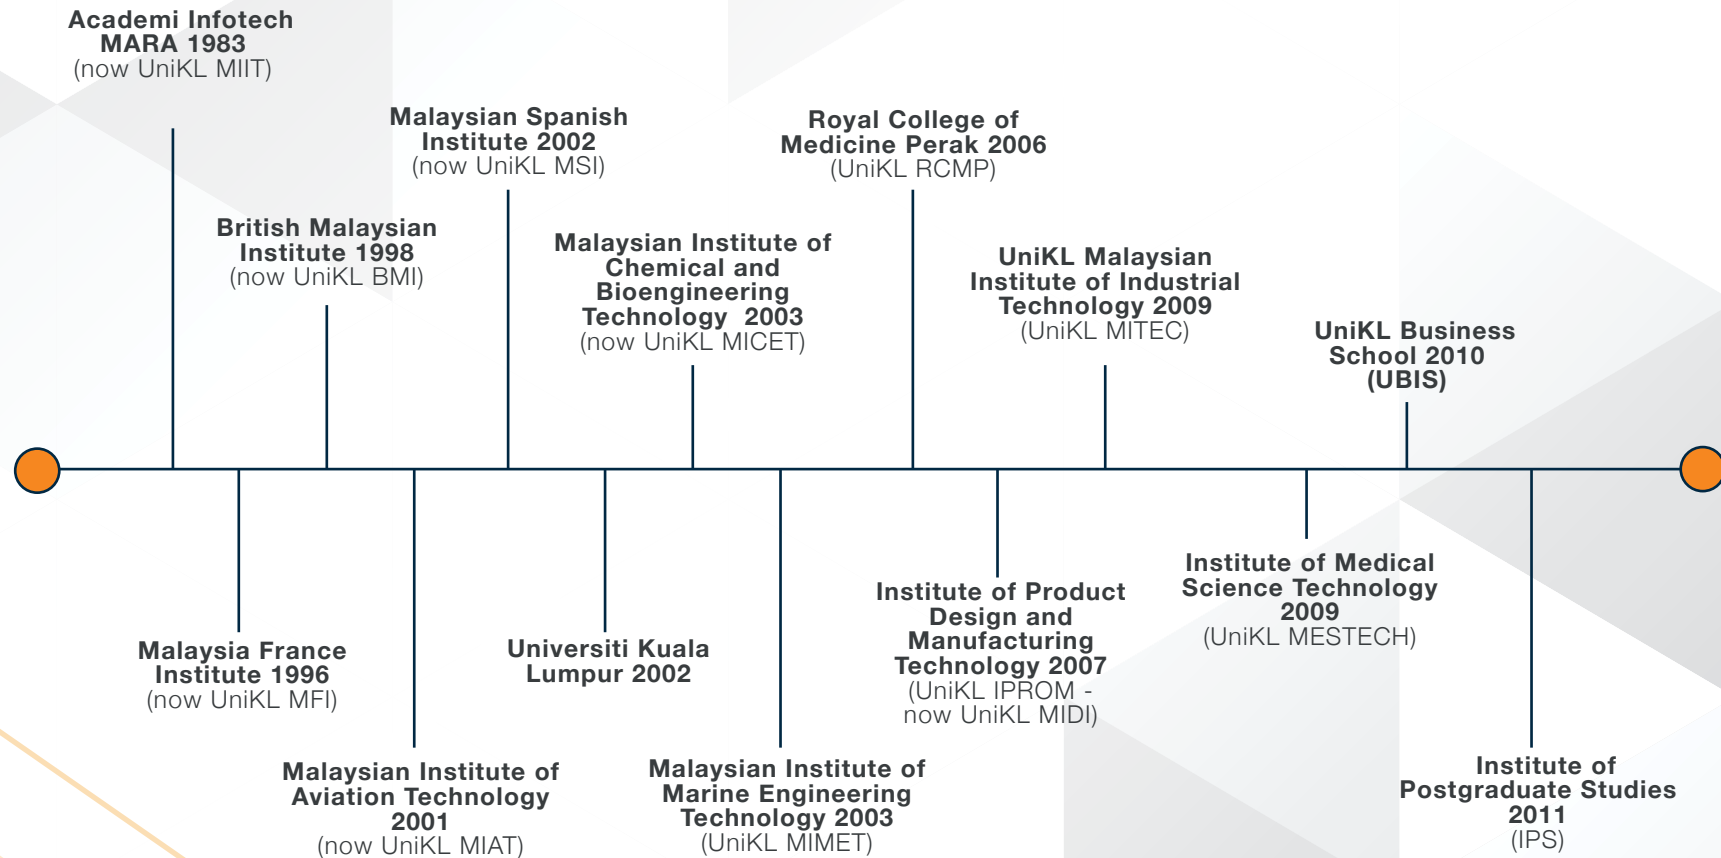 Academi Infotech
MARA 1983
(now UniKL MIIT)
Malaysia France
Institute 1996
(now UniKL MFI)
British Malaysian
Institute 1998
(now UniKL BMI)
Malaysian Institute of
Aviation Technology
2001
(now UniKL MIAT)
Malaysian Spanish
Institute 2002
(now UniKL MSI)
Universiti Kuala
Lumpur 2002
Malaysian Institute of
Chemical and
Bioengineering
Technology 2003
(now UniKL MICET)
Malaysian Institute of
Marine Engineering
Technology 2003
(UniKL MIMET)
Royal College of
Medicine Perak 2006
(UniKL RCMP)
Institute of Product
Design and
Manufacturing
Technology 2007
(UniKL IPROM -
now UniKL MIDI)
UniKL Malaysian
Institute of Industrial
Technology 2009
(UniKL MITEC)
Institute of Medical
Science Technology
2009
(UniKL MESTECH)
UniKL Business
School 2010
(UBIS)
Institute of
Postgraduate Studies
2011
(IPS)